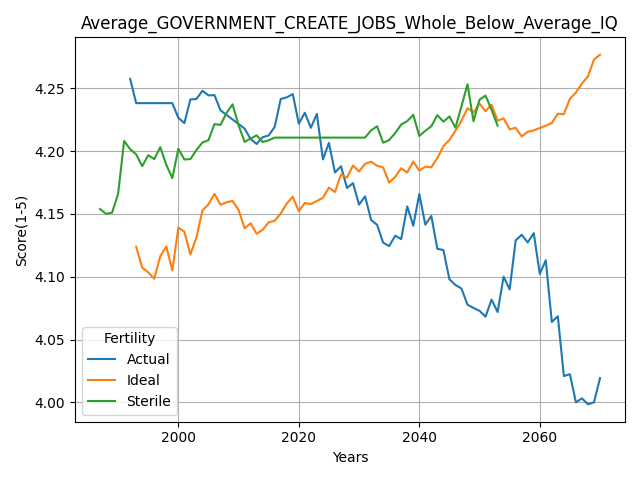 Average_GOVERNMENT_CREATE_JOBS_Whole_Below_Average_IQ
Score(1-5)
4.25
4.20
4.15
4.10
4.05
4.00
Fertility
Actual
Ideal
Sterile
2000
2020
2040
2060
Years